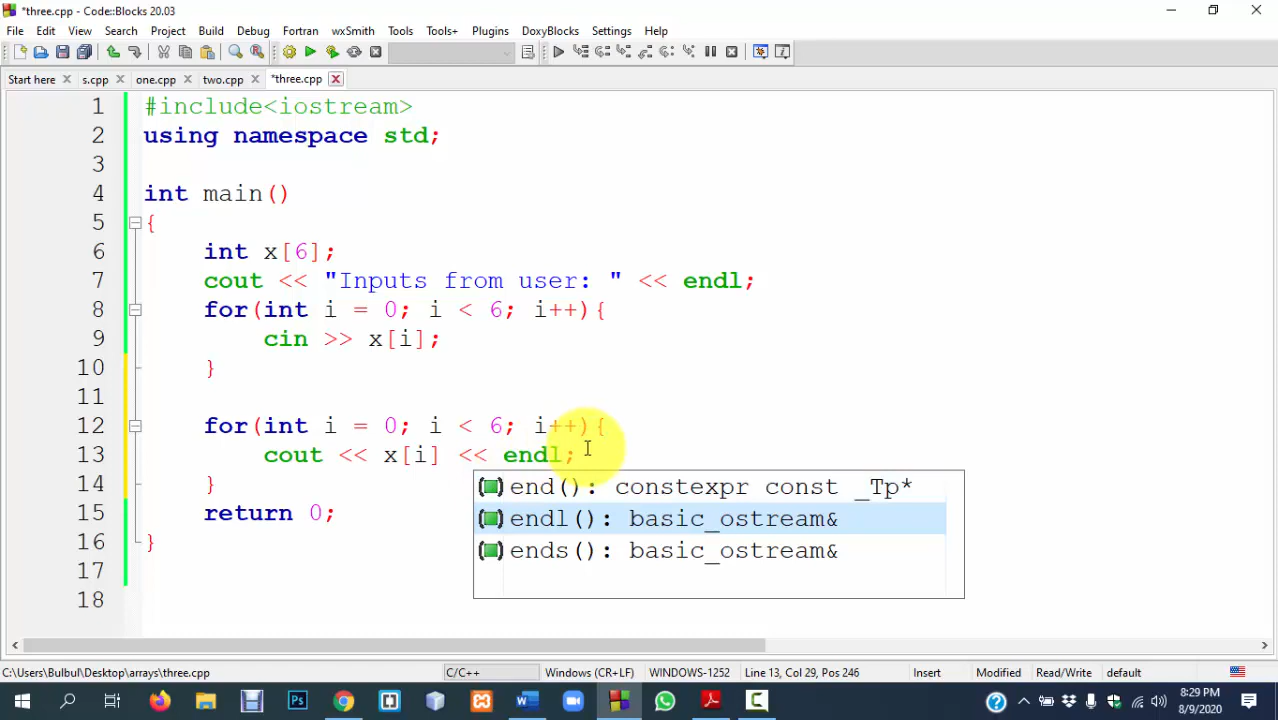 *three.cpp - Code::Blocks 20.03
File Edit View Search Project Build Debug Fortran wxSmith Tools Tools+ Plugins DoxyBlocks Settings Help
Start here s.cpp one.cpp two.cpp *three.cpp
1 #include<iostream>
2 using namespace std;
3
4 int main()
5 {
6 int x[6];
7 cout << "Inputs from user: " << endl;
8 for(int i = 0; i < 6; i++){
9 cin >> x[i];
10 }
11
12 for(int i = 0; i < 6; i++){
13 cout << x[i] << endl;
14 }
end(): constexpr const _Tp*
15 return 0;
endl(): basic_ostream&
16 }
ends(): basic_ostream&
17
18
C:\Users\Bulbul\Desktop\arrays\three.cpp C/C++ Windows (CR+LF) WINDOWS-1252 Line 13, Col 29, Pos 246 Insert Modified Read/Write default
8:29 PM
8/9/2020